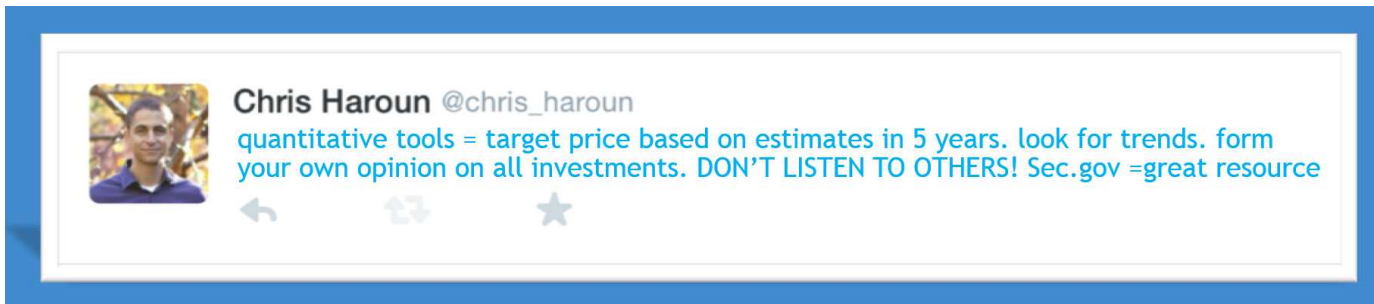 Chris Haroun @chris_haroun
quantitative tools = target price based on estimates in 5 years. look for trends. form
your own opinion on all investments. DON’T LISTEN TO OTHERS! Sec.gov =great resource